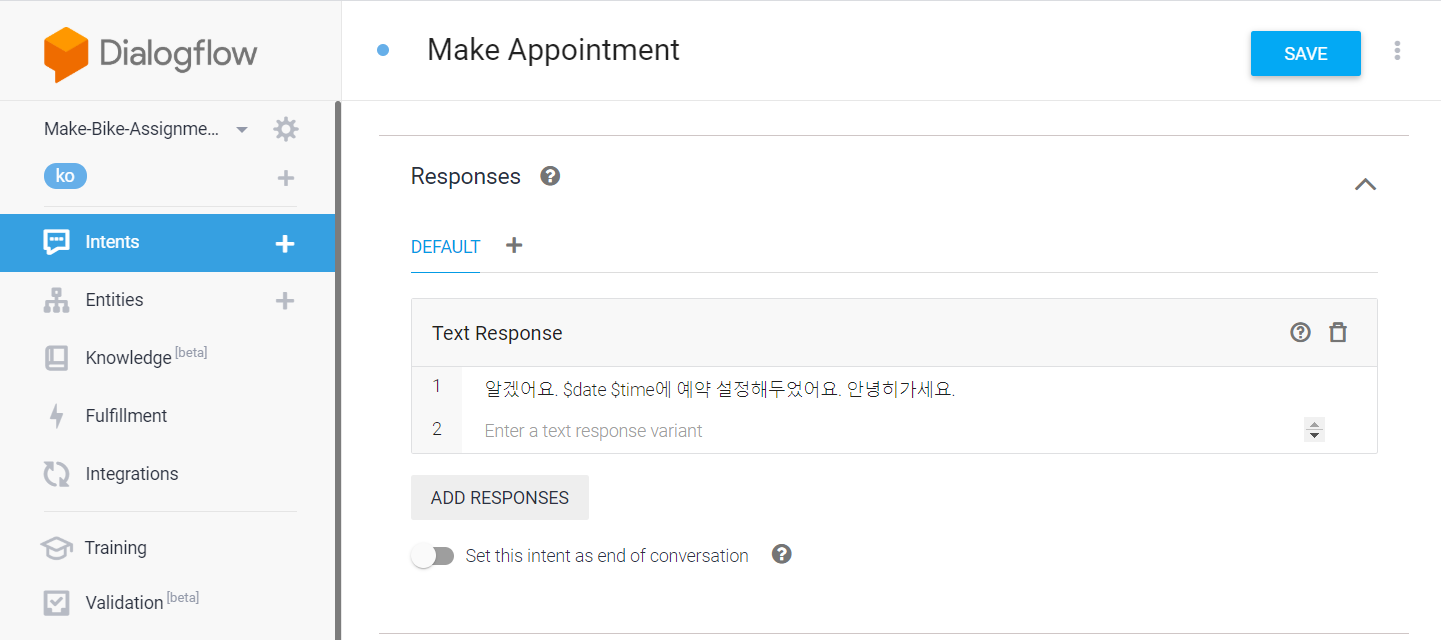 Dialogflow
Make Appointment
SAVE
Make-Bike-Assignme...
ko
Intents
Entities
Knowledge [beta]
Fulfillment
Integrations
Training
Validation [beta]
Responses
DEFAULT
Text Response
1 알겠어요. $date $time에 예약 설정해두었어요. 안녕히가세요.
2 Enter a text response variant
ADD RESPONSES
Set this intent as end of conversation